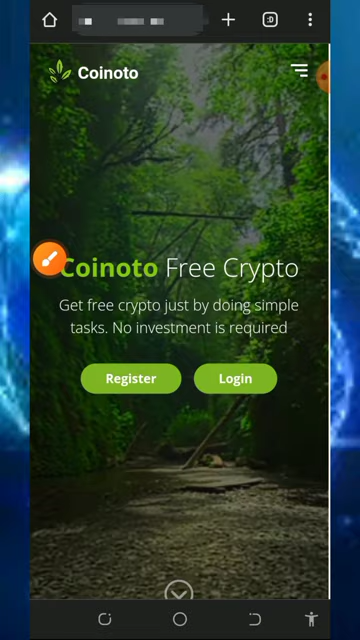 :D
Coinoto
Coinoto Free Crypto
Get free crypto just by doing simple
tasks. No investment is required
Register Login